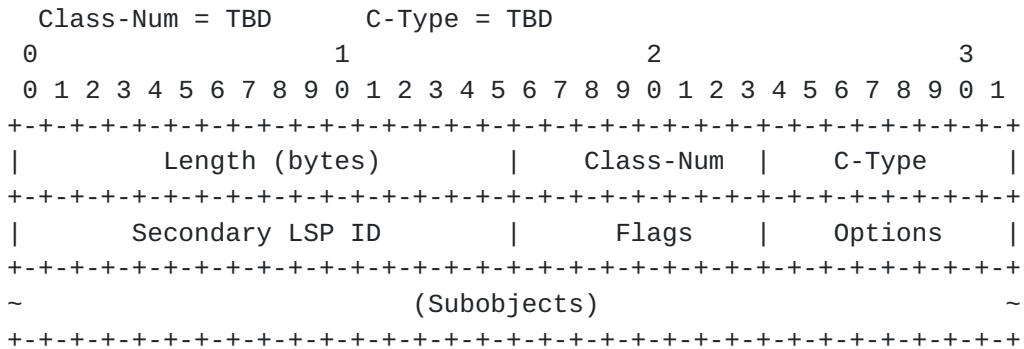 Class-Num = TBD      C-Type = TBD
 0                   1                   2                   3
 0 1 2 3 4 5 6 7 8 9 0 1 2 3 4 5 6 7 8 9 0 1 2 3 4 5 6 7 8 9 0 1
+-+-+-+-+-+-+-+-+-+-+-+-+-+-+-+-+-+-+-+-+-+-+-+-+-+-+-+-+-+-+-+-+
|         Length (bytes)        |    Class-Num  |    C-Type     |
+-+-+-+-+-+-+-+-+-+-+-+-+-+-+-+-+-+-+-+-+-+-+-+-+-+-+-+-+-+-+-+-+
|       Secondary LSP ID        |      Flags    |    Options    |
+-+-+-+-+-+-+-+-+-+-+-+-+-+-+-+-+-+-+-+-+-+-+-+-+-+-+-+-+-+-+-+-+
~                         (Subobjects)                          ~
+-+-+-+-+-+-+-+-+-+-+-+-+-+-+-+-+-+-+-+-+-+-+-+-+-+-+-+-+-+-+-+-+